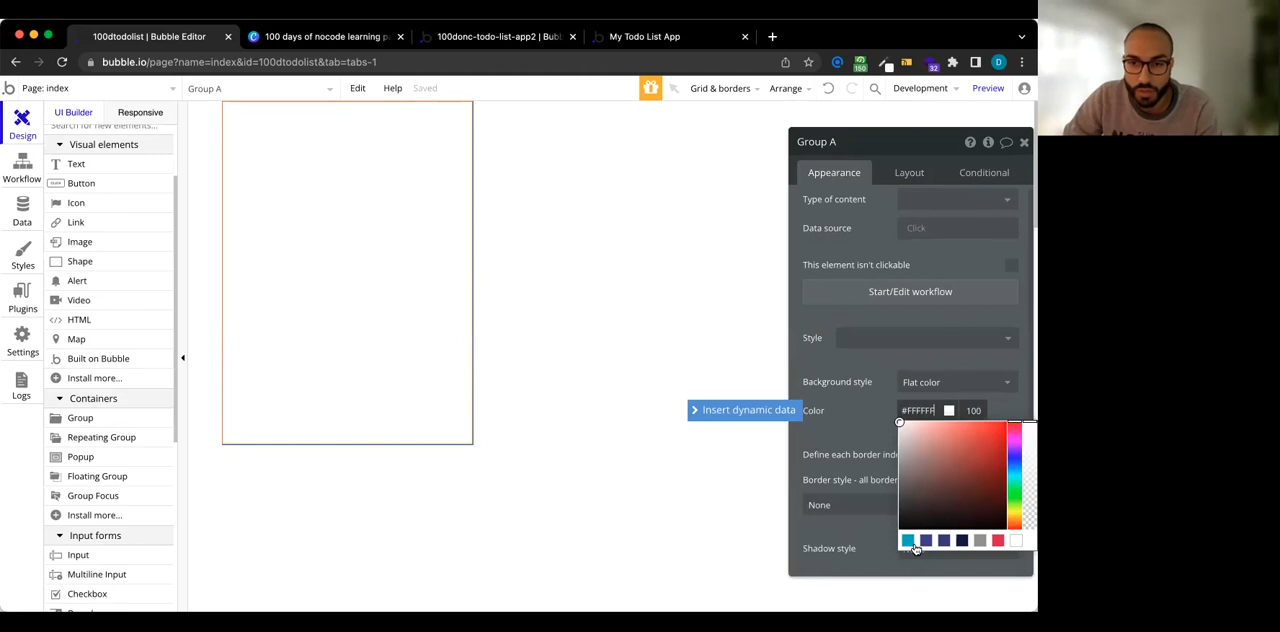 100dtodolist | Bubble Editor
100 days of nocode learning p
100donc-todo-list-app2 | Bubb
My Todo List App
bubble.io/page?name=index&id=100dtodolist&tab=tabs-1
150
32
D
Page: index
Group A
Edit
Help
Saved
Grid & borders
Arrange
Development
Preview
UI Builder
Responsive
Design
Workflow
Data
Styles
Plugins
Settings
Logs
Search for new elements...
Visual elements
Text
Button
Icon
Link
Image
Shape
Alert
Video
HTML
Map
Built on Bubble
Install more...
Containers
Group
Repeating Group
Popup
Floating Group
Group Focus
Install more...
Input forms
Input
Multiline Input
Checkbox
Group A
Appearance
Layout
Conditional
Type of content
Data source
Click
This element isn't clickable
Start/Edit workflow
Style
Background style
Flat color
Insert dynamic data
Color
#FFFFFF
100
Define each border inde
Border style - all border
None
Shadow style